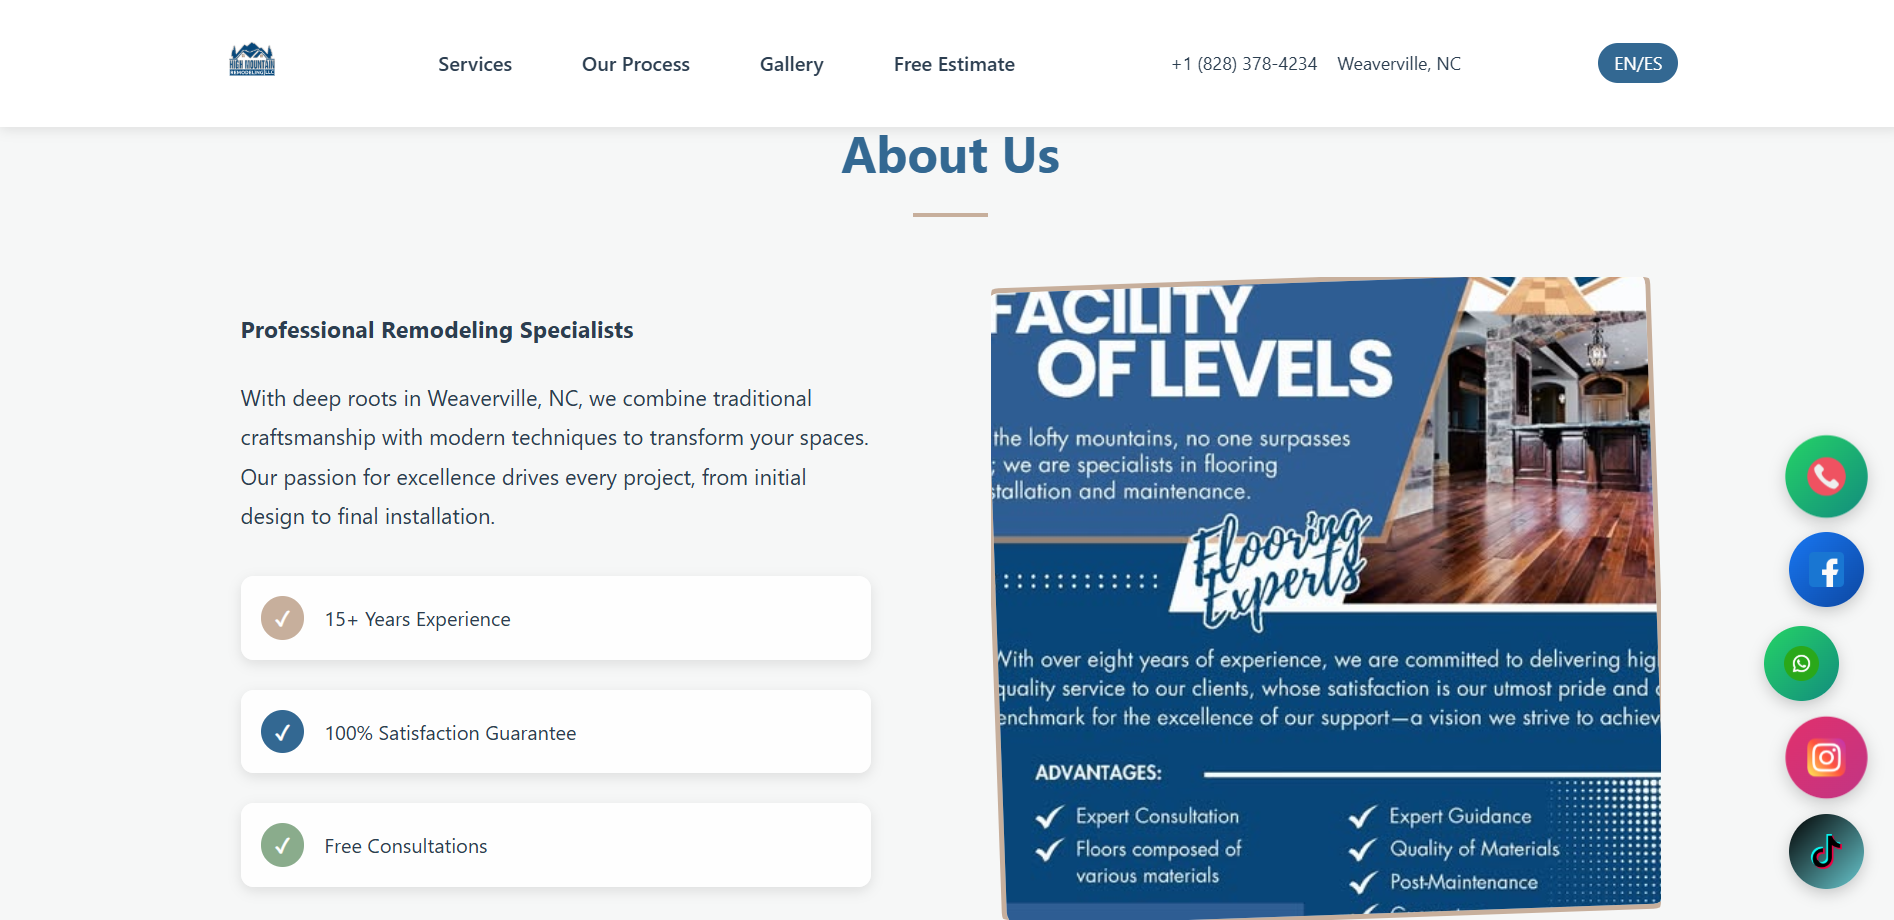 HIGH MOUNTAIN
REMODELING LLC
Services
Our Process
Gallery
Free Estimate
+1 (828) 378-4234
Weaverville, NC
EN/ES
About Us
Professional Remodeling Specialists
With deep roots in Weaverville, NC, we combine traditional
craftsmanship with modern techniques to transform your spaces.
Our passion for excellence drives every project, from initial
design to final installation.
15+ Years Experience
100% Satisfaction Guarantee
Free Consultations
FACILITY
OF LEVELS
the lofty mountains, no one surpasses
; we are specialists in flooring
stallation and maintenance.
Flooring
Experts
With over eight years of experience, we are committed to delivering hig
quality service to our clients, whose satisfaction is our utmost pride and
enchmark for the excellence of our support—a vision we strive to achiev
ADVANTAGES:
Expert Consultation
Floors composed of
various materials
Expert Guidance
Quality of Materials
Post-Maintenance